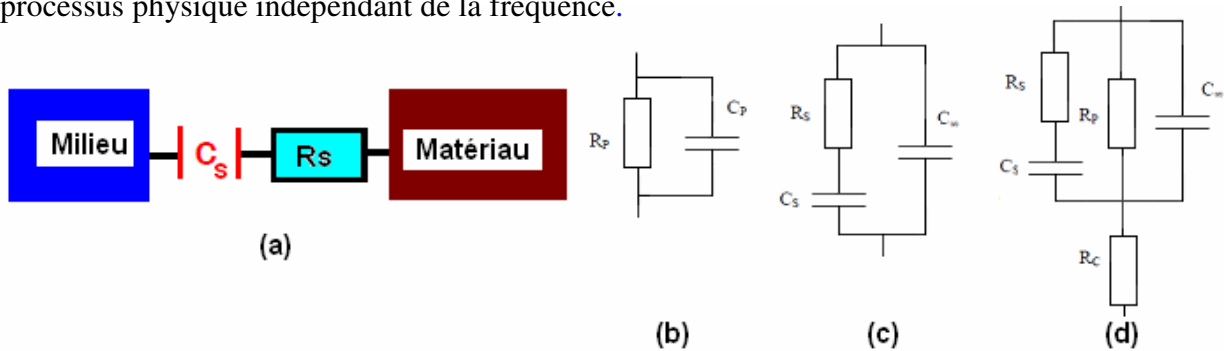 processus physique indépendant de la fréquence.
Milieu
Cs
Rs
Matériau
(a)
RP
CP
(b)
Rs
C∞
Cs
(c)
Rs
RP
C∞
Cs
Rc
(d)